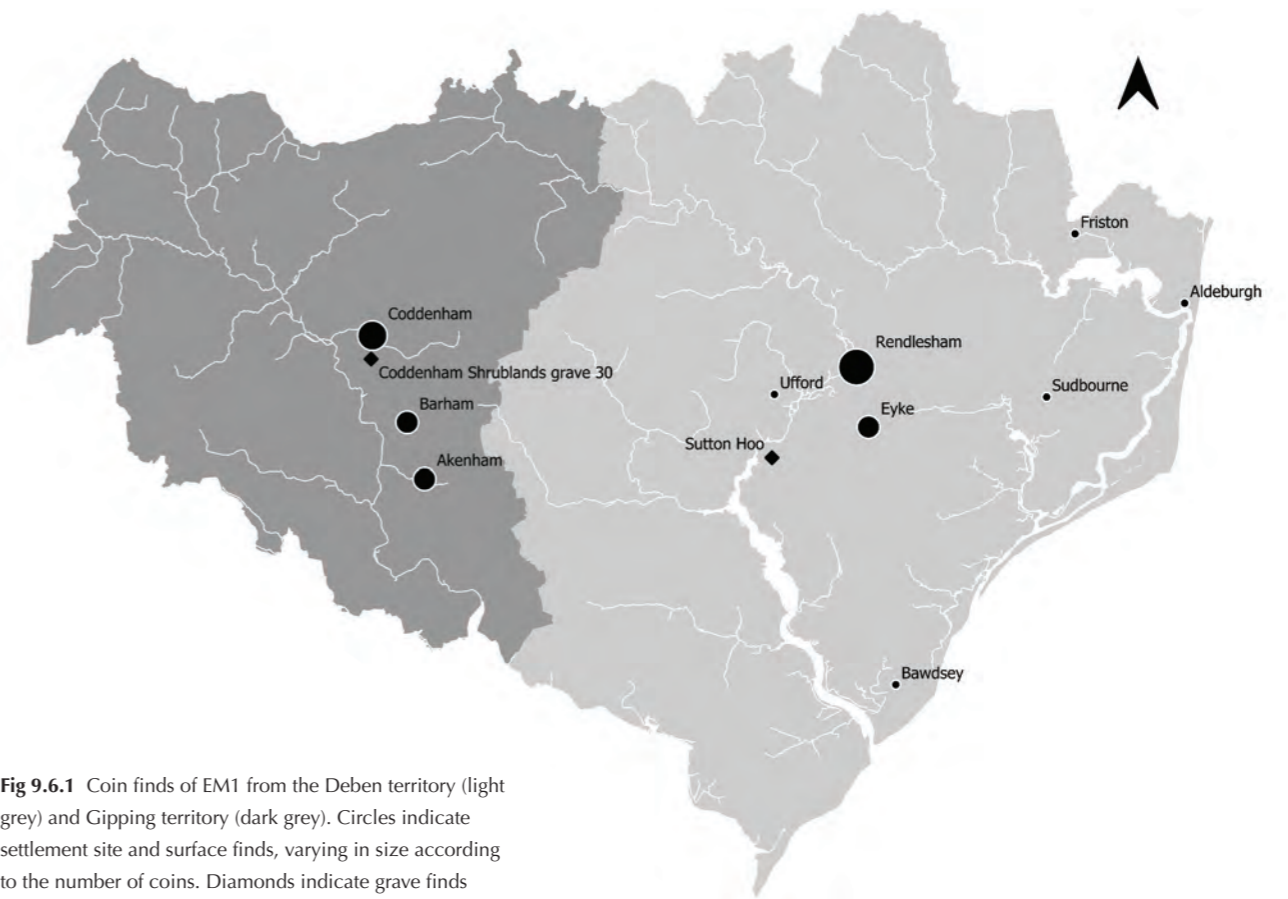 Friston
Aldeburgh
Coddenham
Rendlesham
Coddenham Shrublands grave 30
Ufford
Sudbourne
Barham
Eyke
Sutton Hoo
Akenham
Bawdsey
Fig 9.6.1 Coin finds of EM1 from the Deben territory (light
grey) and Gipping territory (dark grey). Circles indicate
settlement site and surface finds, varying in size according
to the number of coins. Diamonds indicate grave finds